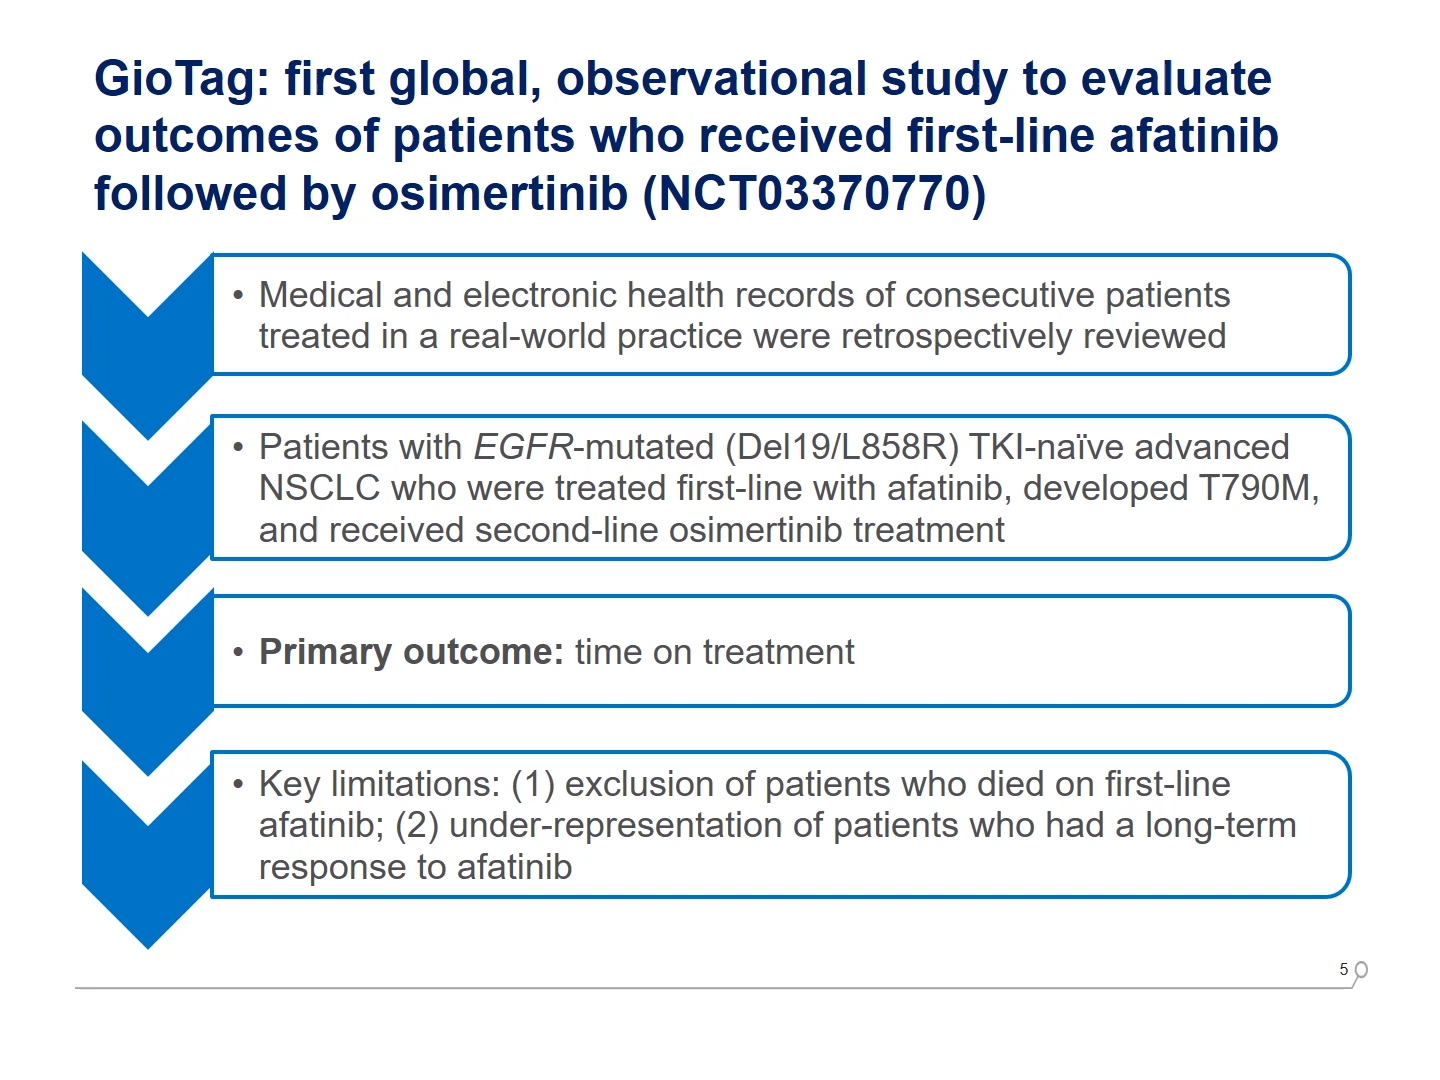 GioTag: first global, observational study to evaluate
outcomes of patients who received first-line afatinib
followed by osimertinib (NCT03370770)
• Medical and electronic health records of consecutive patients
treated in a real-world practice were retrospectively reviewed
• Patients with EGFR-mutated (Del19/L858R) TKI-naïve advanced
NSCLC who were treated first-line with afatinib, developed T790M,
and received second-line osimertinib treatment
• Primary outcome: time on treatment
• Key limitations: (1) exclusion of patients who died on first-line
afatinib; (2) under-representation of patients who had a long-term
response to afatinib
5